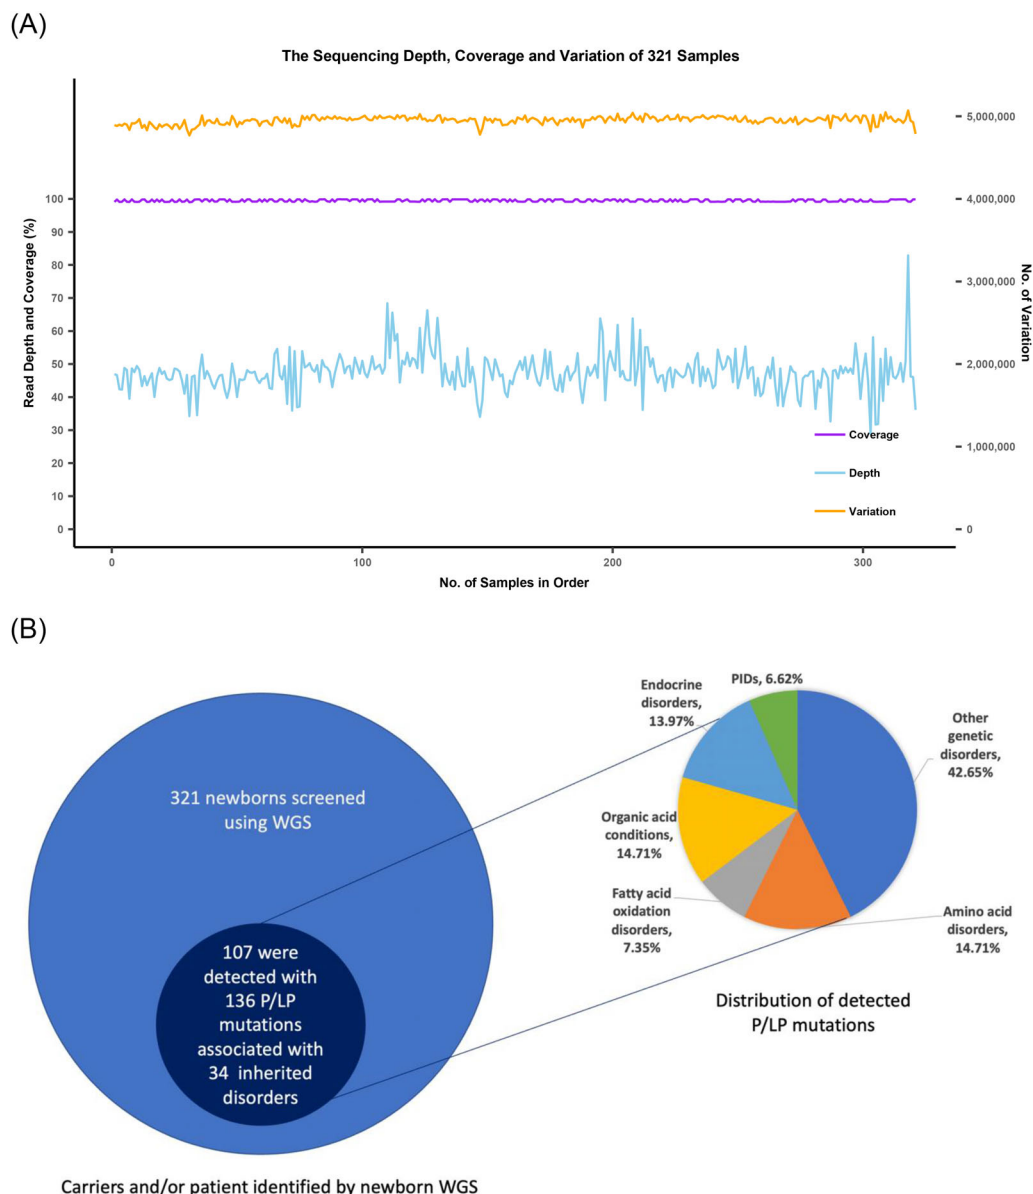 (A)
The Sequencing Depth, Coverage and Variation of 321 Samples
Read Depth and Coverage (%)
100
90
80
70
60
50
40
30
20
10
0
5,000,000
4,000,000
3,000,000
2,000,000
1,000,000
0
No. of Variation
Coverage
Depth
Variation
0
100
200
300
No. of Samples in Order
(B)
321 newborns screened
using WGS
107 were
detected with
136 P/LP
mutations
associated with
34 inherited
disorders
Carriers and/or patient identified by newborn WGS
PIDs, 6.62%
Endocrine
disorders,
13.97%
Other
genetic
disorders,
42.65%
Organic acid
conditions,
14.71%
Fatty acid
oxidation
disorders,
7.35%
Amino acid
disorders,
14.71%
Distribution of detected
P/LP mutations